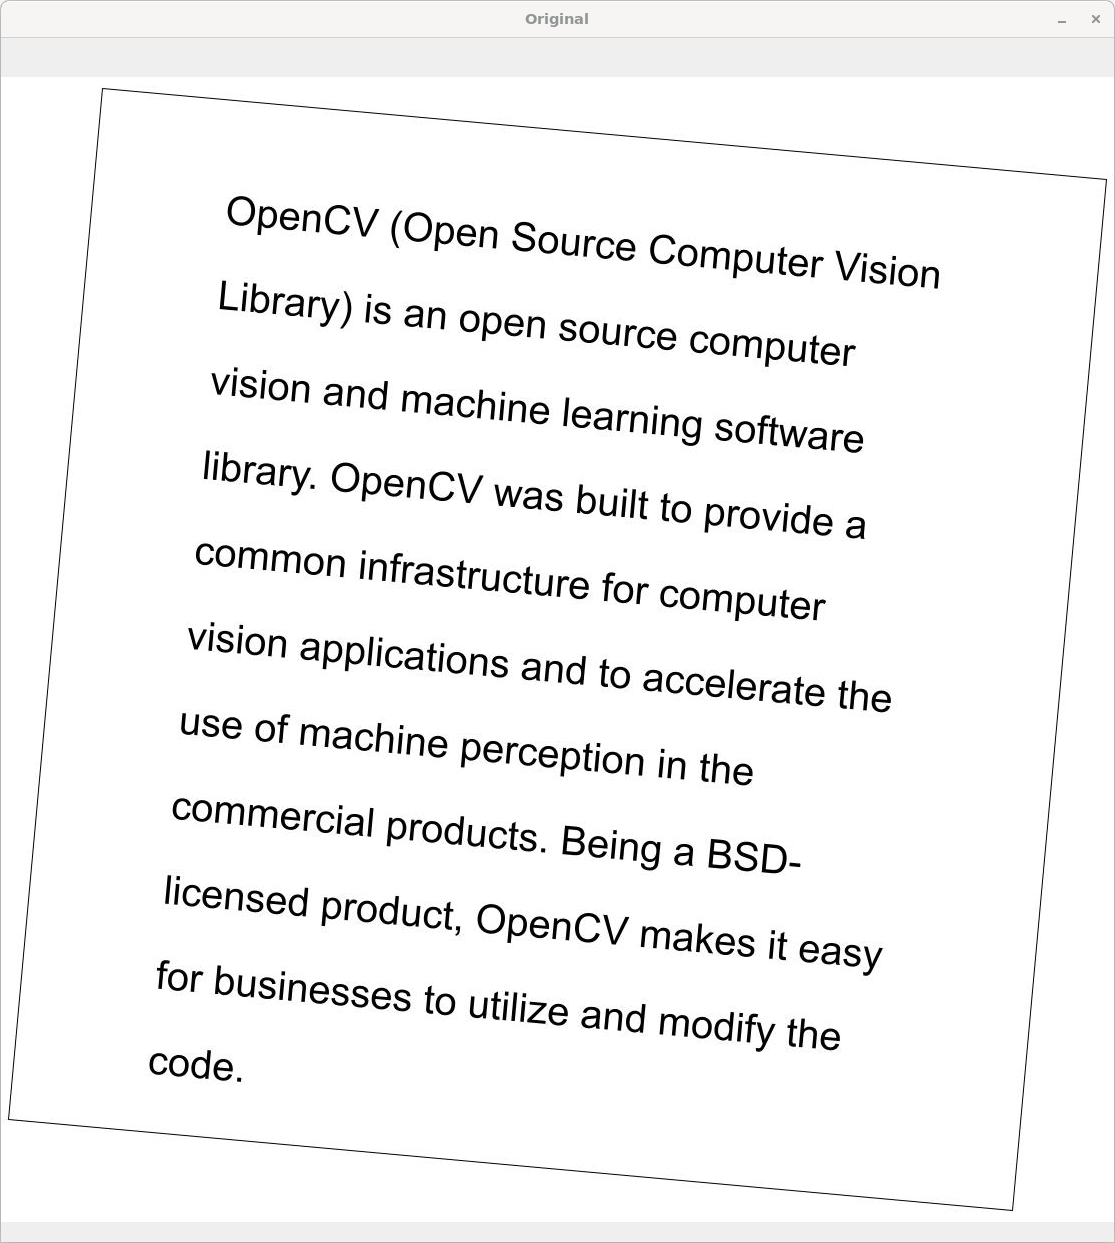 Original
OpenCV (Open Source Computer Vision
Library) is an open source computer
vision and machine learning software
library. OpenCV was built to provide a
common infrastructure for computer
vision applications and to accelerate the
use of machine perception in the
commercial products. Being a BSD-
licensed product, OpenCV makes it easy
for businesses to utilize and modify the
code.